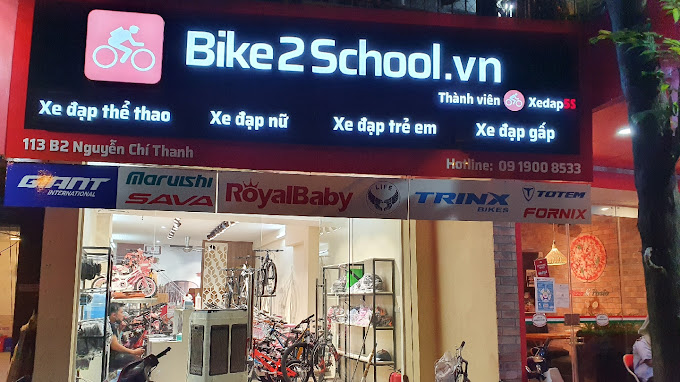 Bike2School.vn
Thành viên XedapSS
Xe đạp thể thao
Xe đạp nữ
Xe đạp trẻ em
Xe đạp gấp
113 B2 Nguyễn Chí Thanh
Hotline: 09 1900 8533
GIANT
INTERNATIONAL
Maruishi
SAVA
RoyalBaby
LIFE
TRINX
BIKES
TOTEM
FORNIX